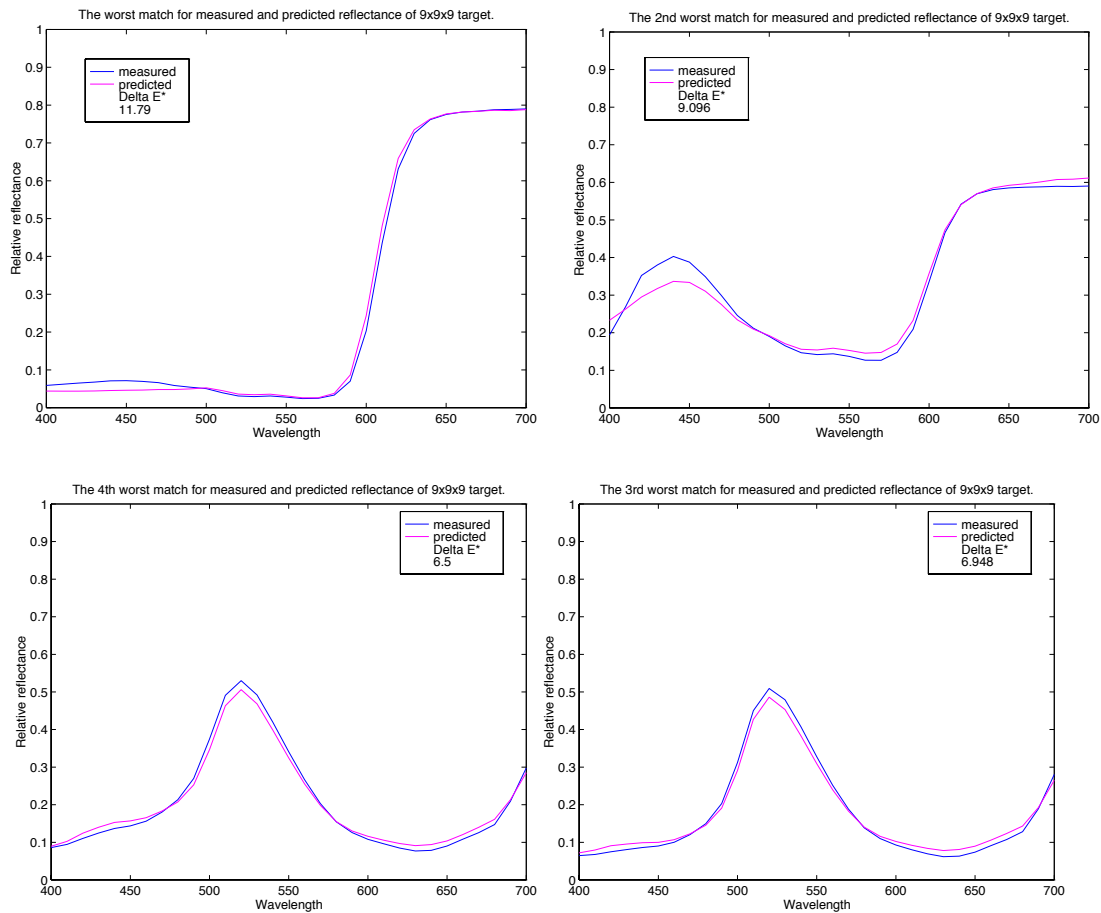 The worst match for measured and predicted reflectance of 9x9x9 target.
1
0.9
0.8
0.7
0.6
0.5
0.4
0.3
0.2
0.1
0
Relative reflectance
measured
predicted
Delta E*
11.79
400 450 500 550 600 650 700
Wavelength
The 2nd worst match for measured and predicted reflectance of 9x9x9 target.
1
0.9
0.8
0.7
0.6
0.5
0.4
0.3
0.2
0.1
0
Relative reflectance
measured
predicted
Delta E*
9.096
400 450 500 550 600 650 700
Wavelength
The 4th worst match for measured and predicted reflectance of 9x9x9 target.
1
0.9
0.8
0.7
0.6
0.5
0.4
0.3
0.2
0.1
0
Relative reflectance
measured
predicted
Delta E*
6.5
400 450 500 550 600 650 700
Wavelength
The 3rd worst match for measured and predicted reflectance of 9x9x9 target.
1
0.9
0.8
0.7
0.6
0.5
0.4
0.3
0.2
0.1
0
Relative reflectance
measured
predicted
Delta E*
6.948
400 450 500 550 600 650 700
Wavelength